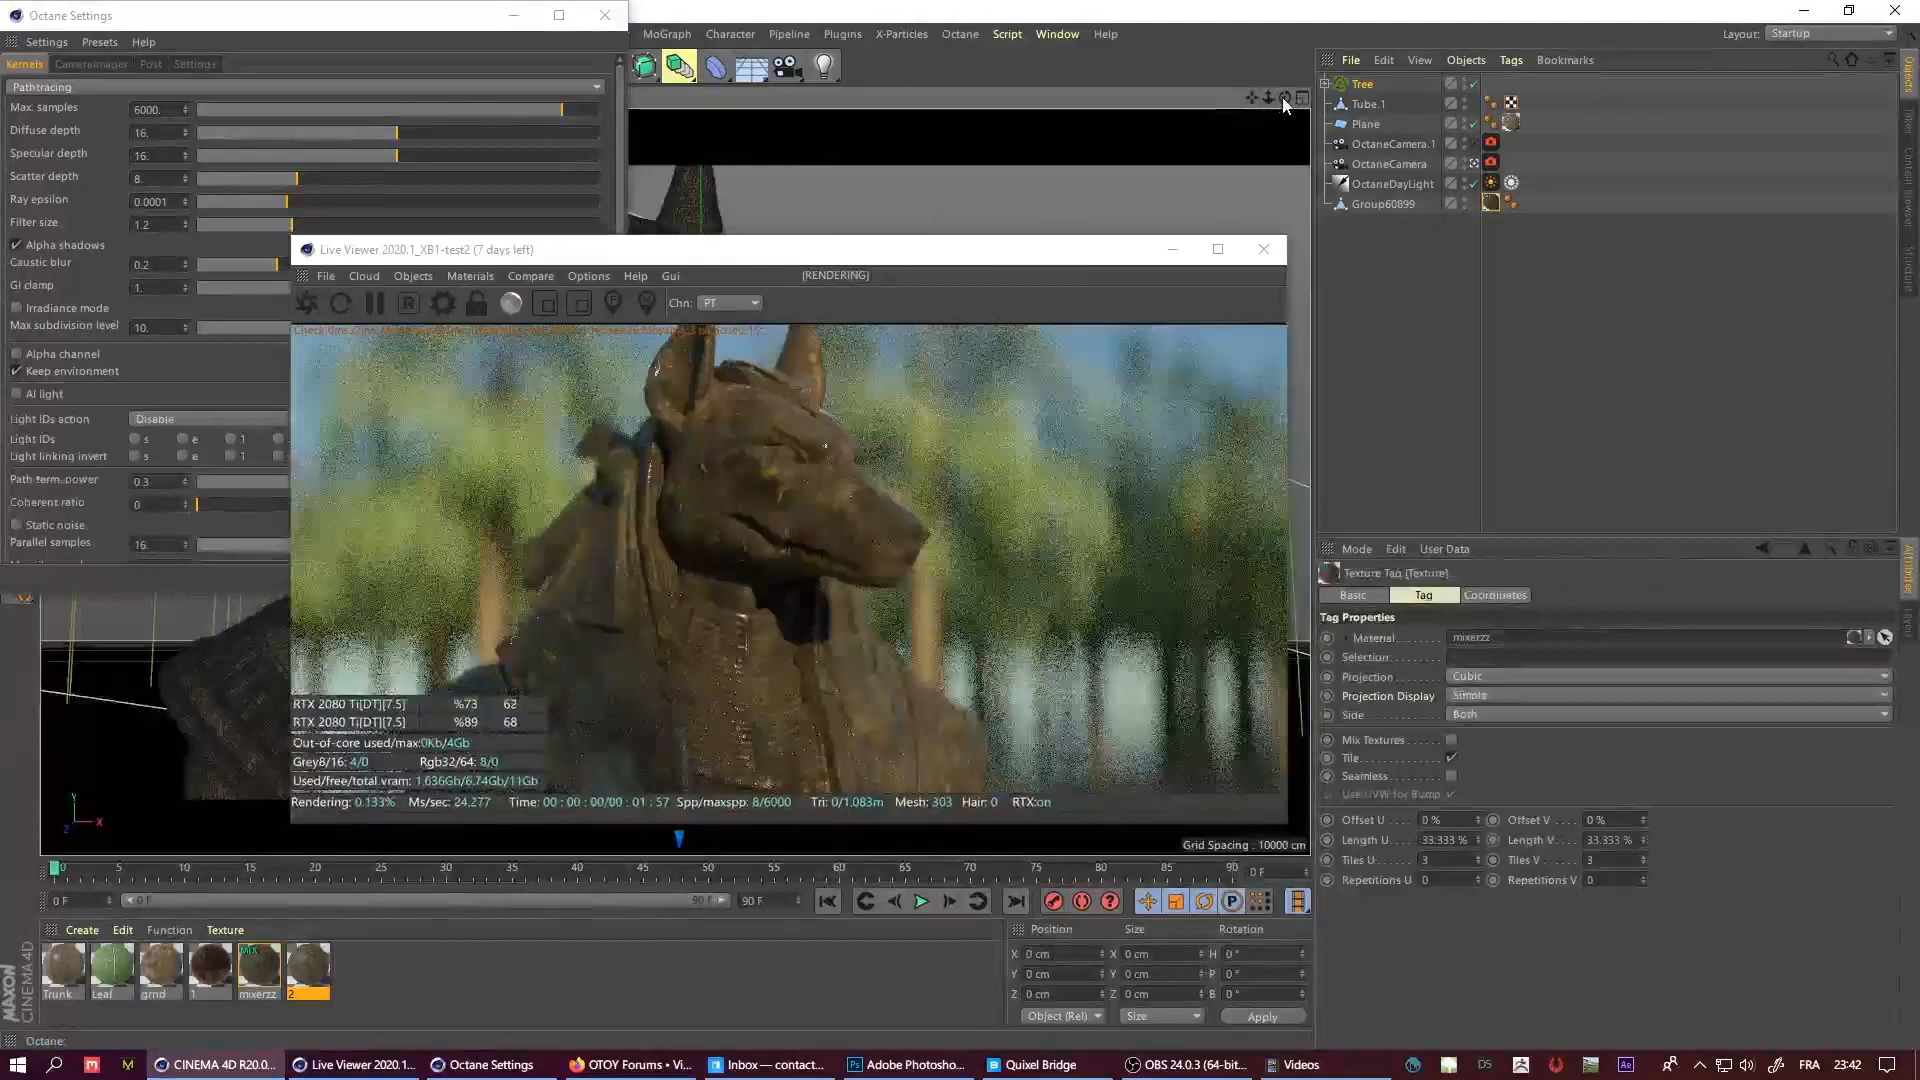 Octane Settings
Settings Presets Help
Kernels Cameraimager Post Settings
Pathtracing
Max. samples 6000.
Diffuse depth 16.
Specular depth 16.
Scatter depth 8.
Ray epsilon 0.0001
Filter size 1.2
Alpha shadows
Caustic blur 0.2
GI clamp 1.
Irradiance mode
Max subdivision level 10.
Alpha channel
Keep environment
AI light
Light IDs action Disable
Light IDs s e 1
Light linking invert s e 1
Path term. power 0.3
Coherent ratio 0
Static noise
Parallel samples 16.
MoGraph Character Pipeline Plugins X-Particles Octane Script Window Help
Layout: Startup
Live Viewer 2020.1_XB1-test2 (7 days left)
File Cloud Objects Materials Compare Options Help Gui [RENDERING]
R Chn: PT
RTX 2080 Ti[DT][7.5] %73 62
RTX 2080 Ti[DT][7.5] %89 68
Out-of-core used/max:0Kb/4Gb
Grey8/16: 4/0 Rgb32/64: 8/0
Used/free/total vram: 1.636Gb/6.74Gb/11Gb
Rendering: 0.133% Ms/sec: 24.277 Time: 00 : 00 : 00/00 : 01 : 57 Spp/maxspp: 8/6000 Tri: 0/1.083m Mesh: 303 Hair: 0 RTX:on
Y X Z
Grid Spacing : 10000 cm
0 5 10 15 20 25 30 35 40 45 50 55 60 65 70 75 80 85 90 0 F
0 F 0 F 90 F 90 F
Create Edit Function Texture
MIX
Trunk Leaf grnd 1 mixerzz 2
MAXON CINEMA 4D
Octane:
Position Size Rotation
X 0 cm X 0 cm H 0 °
Y 0 cm Y 0 cm P 0 °
Z 0 cm Z 0 cm B 0 °
Object (Rel) Size Apply
File Edit View Objects Tags Bookmarks
Tree
Tube.1
Plane
OctaneCamera.1
OctaneCamera
OctaneDayLight
Group60899
Objects
Takes
Content Browser
Structure
Mode Edit User Data
Texture Tag [Texture]
Basic Tag Coordinates
Tag Properties
Material mixerzz
Selection
Projection Cubic
Projection Display Simple
Side Both
Mix Textures
Tile
Seamless
Use UVW for Bump
Offset U 0 % Offset V 0 %
Length U 33.333 % Length V 33.333 %
Tiles U 3 Tiles V 3
Repetitions U 0 Repetitions V 0
Attributes
Layers
CINEMA 4D R20.0... Live Viewer 2020.1... Octane Settings OTOY Forums • Vi... Inbox — contact... Adobe Photosho... Quixel Bridge OBS 24.0.3 (64-bit... Videos FRA 23:42